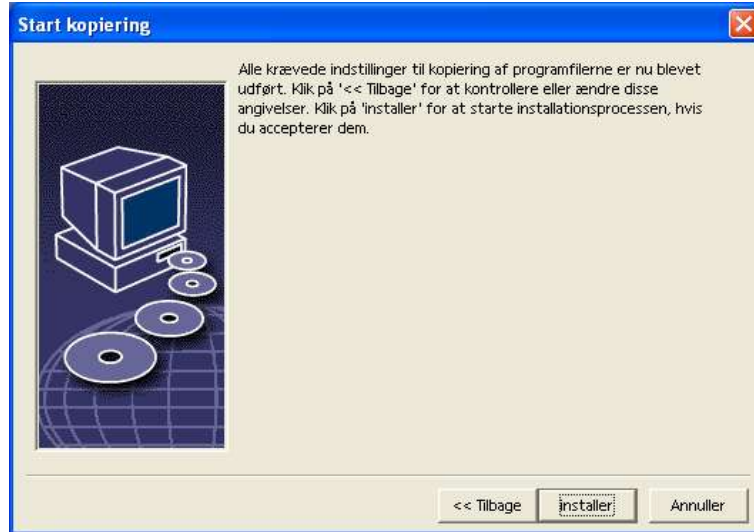 Start kopiering
Alle krævede indstillinger til kopiering af programfilerne er nu blevet
udført. Klik på '<< Tilbage' for at kontrollere eller ændre disse
angivelser. Klik på 'installer' for at starte installationsprocessen, hvis
du accepterer dem.
<< Tilbage
installer
Annuller